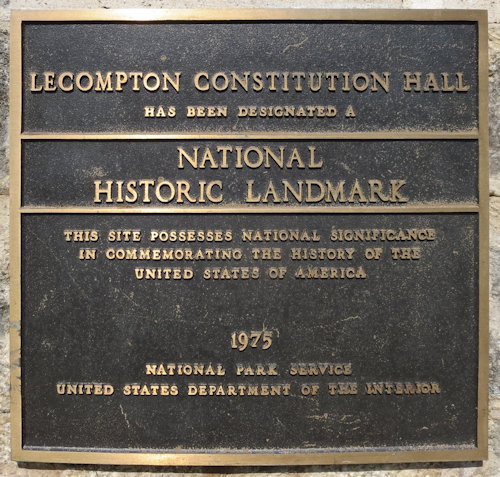 LECOMPTON CONSTITUTION HALL
HAS BEEN DESIGNATED A
NATIONAL
HISTORIC LANDMARK
THIS SITE POSSESSES NATIONAL SIGNIFICANCE
IN COMMEMORATING THE HISTORY OF THE
UNITED STATES OF AMERICA
1975
NATIONAL PARK SERVICE
UNITED STATES DEPARTMENT OF THE INTERIOR